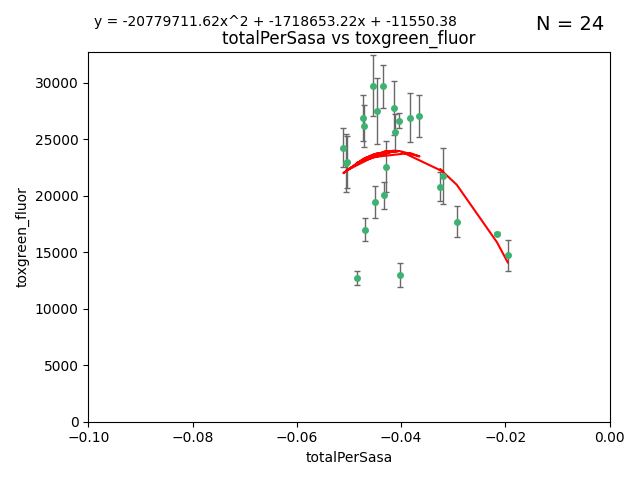 y = -20779711.62x^2 + -1718653.22x + -11550.38
N = 24
totalPerSasa vs toxgreen_fluor
30000
25000
20000
15000
10000
5000
0
toxgreen_fluor
−0.10
−0.08
−0.06
−0.04
−0.02
0.00
totalPerSasa